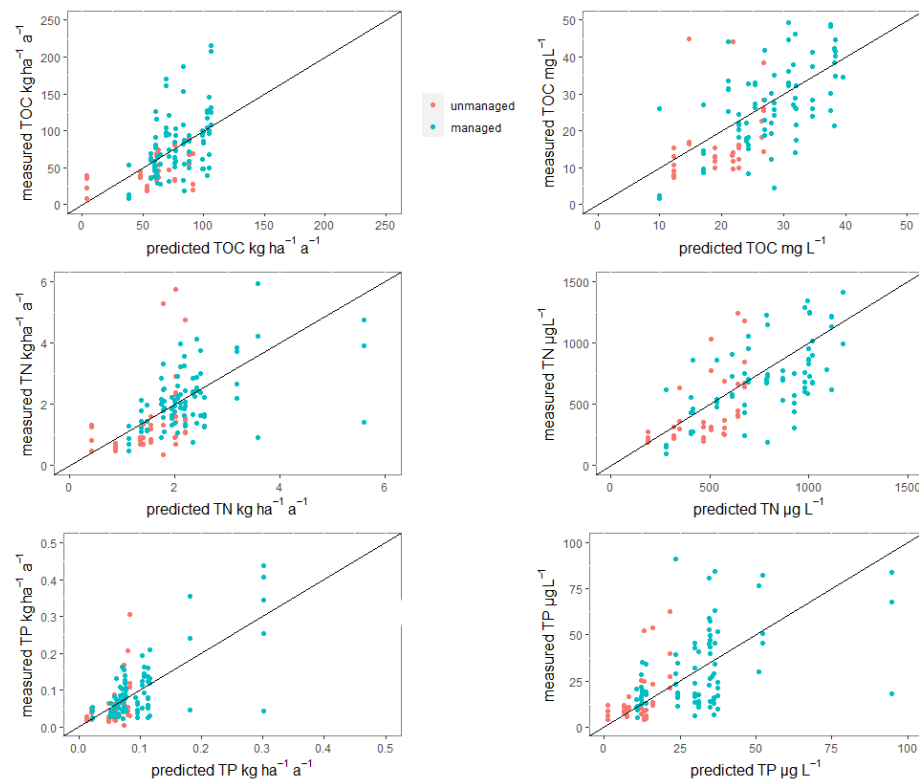 measured TOC kg ha⁻¹ a⁻¹
250
200
150
100
50
0
0 50 100 150 200 250
predicted TOC kg ha⁻¹ a⁻¹
unmanaged
managed
measured TOC mg L⁻¹
50
40
30
20
10
0
0 10 20 30 40 50
predicted TOC mg L⁻¹
measured TN kg ha⁻¹ a⁻¹
6
4
2
0
0 2 4 6
predicted TN kg ha⁻¹ a⁻¹
measured TN µgL⁻¹
1500
1000
500
0
0 500 1000 1500
predicted TN µg L⁻¹
measured TP kg ha⁻¹ a⁻¹
0.5
0.4
0.3
0.2
0.1
0.0
0.0 0.1 0.2 0.3 0.4 0.5
predicted TP kg ha⁻¹ a⁻¹
measured TP µgL⁻¹
100
75
50
25
0
0 25 50 75 100
predicted TP µg L⁻¹